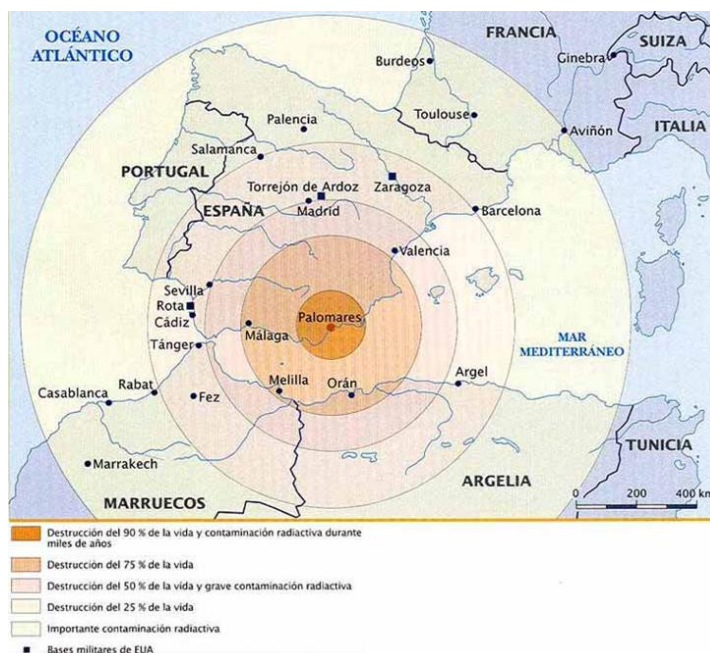 OCÉANO
ATLÁNTICO
FRANCIA
SUIZA
Ginebra
Burdeos
Toulouse
ITALIA
Aviñón
Palencia
Salamanca
PORTUGAL
Torrejón de Ardoz
Zaragoza
ESPAÑA
Madrid
Barcelona
Valencia
Sevilla
Rota
Cádiz
Palomares
Málaga
Tánger
MAR
MEDITERRÁNEO
Casablanca
Rabat
Fez
Melilla
Orán
Argel
Marrakech
TUNICIA
MARRUECOS
ARGELIA
0 200 400 km
Destrucción del 90 % de la vida y contaminación radiactiva durante
miles de años
Destrucción del 75 % de la vida
Destrucción del 50 % de la vida y grave contaminación radiactiva
Destrucción del 25 % de la vida
Importante contaminación radiactiva
Bases militares de EUA